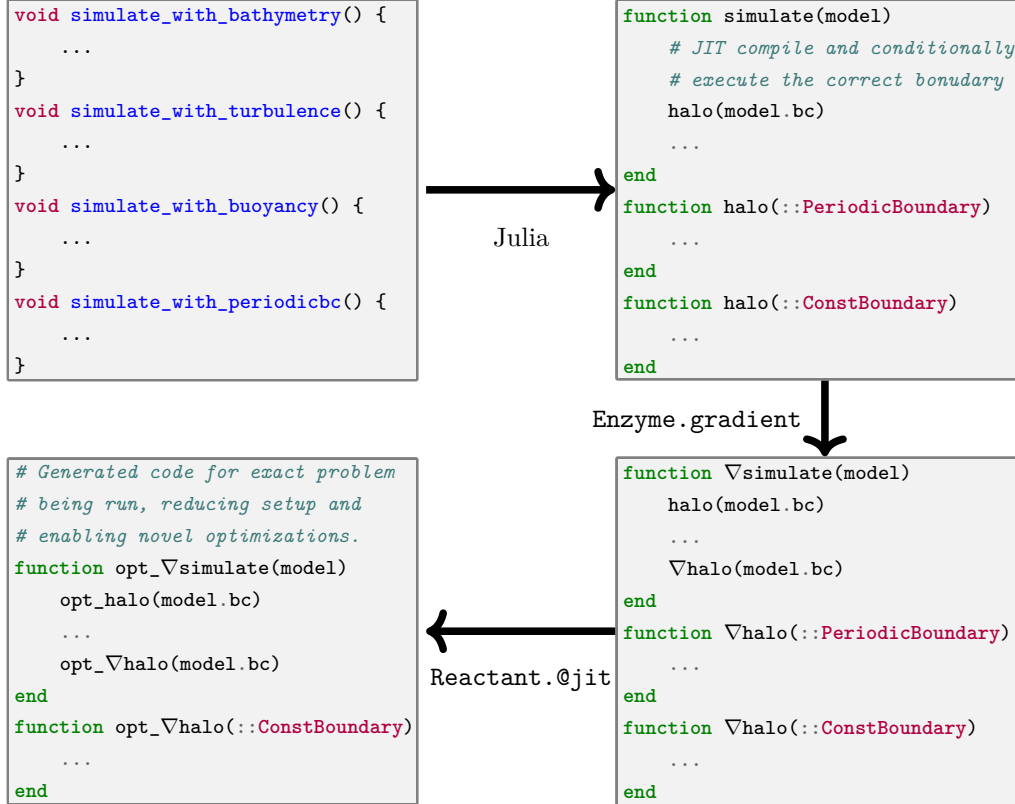 void simulate_with_bathymetry() {
    ...
}
void simulate_with_turbulence() {
    ...
}
void simulate_with_buoyancy() {
    ...
}
void simulate_with_periodicbc() {
    ...
}
Julia
function simulate(model)
    # JIT compile and conditionally
    # execute the correct bonudary
    halo(model.bc)
    ...
end
function halo(::PeriodicBoundary)
    ...
end
function halo(::ConstBoundary)
    ...
end
Enzyme.gradient
function ∇simulate(model)
    halo(model.bc)
    ...
    ∇halo(model.bc)
end
function ∇halo(::PeriodicBoundary)
    ...
end
function ∇halo(::ConstBoundary)
    ...
end
Reactant.@jit
# Generated code for exact problem
# being run, reducing setup and
# enabling novel optimizations.
function opt_∇simulate(model)
    opt_halo(model.bc)
    ...
    opt_∇halo(model.bc)
end
function opt_∇halo(::ConstBoundary)
    ...
end